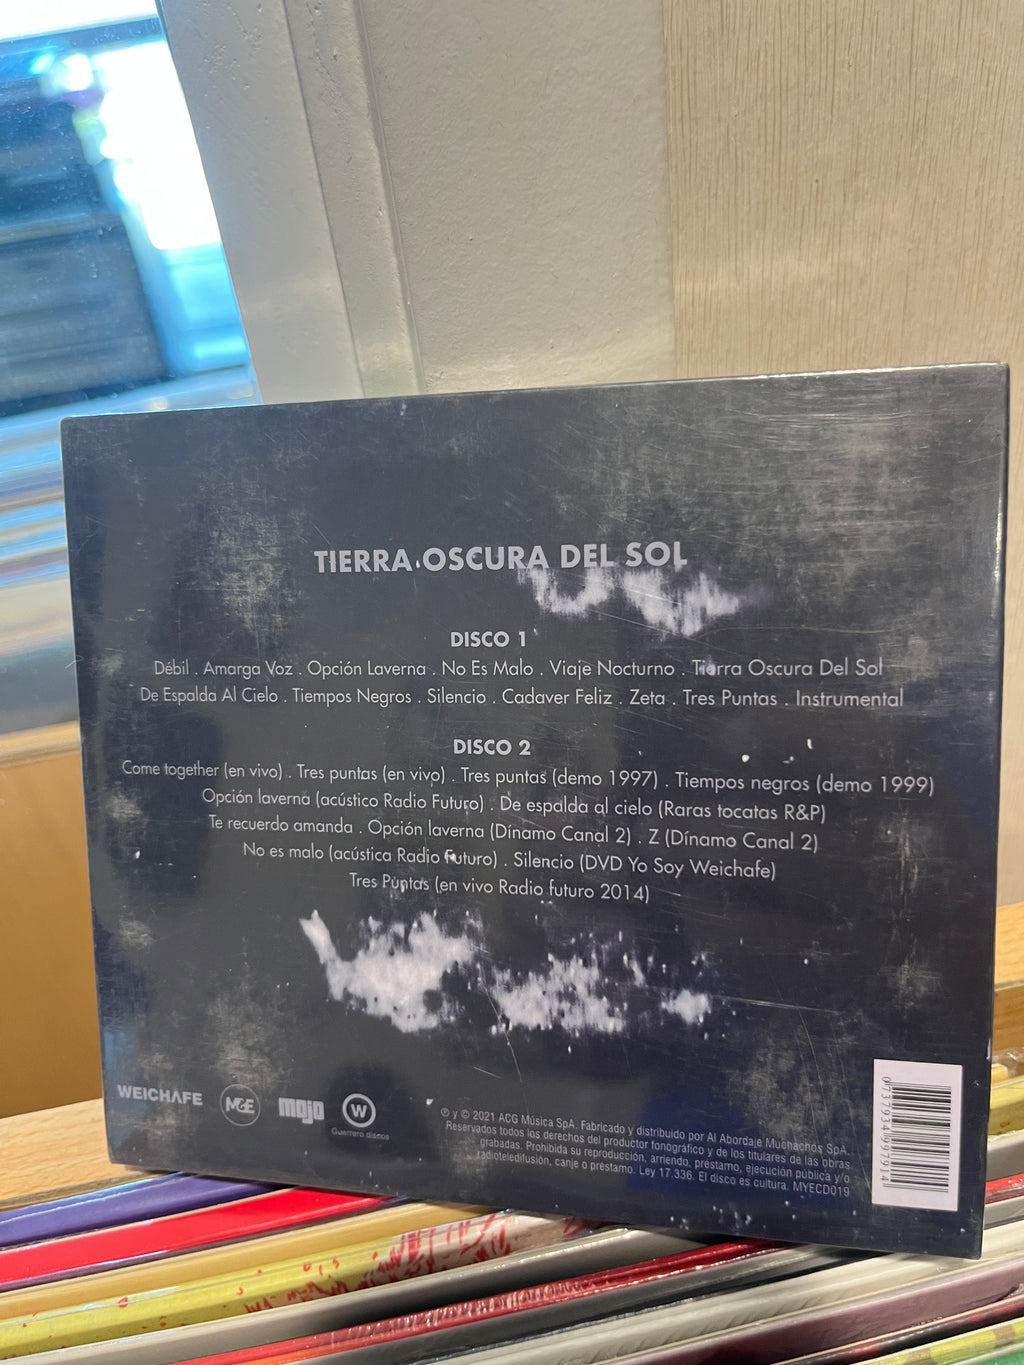 TIERRA OSCURA DEL SOL
DISCO 1
Débil . Amarga Voz . Opción Laverna . No Es Malo . Viaje Nocturno . Tierra Oscura Del Sol
De Espalda Al Cielo . Tiempos Negros . Silencio . Cadaver Feliz . Zeta . Tres Puntas . Instrumental
DISCO 2
Come together (en vivo) . Tres puntas (en vivo) . Tres puntas (demo 1997) . Tiempos negros (demo 1999)
Opción laverna (acústico Radio Futuro) . De espalda al cielo (Raras tocatas R&P)
Te recuerdo amanda . Opción laverna (Dínamo Canal 2) . Z (Dínamo Canal 2)
No es malo (acústica Radio Futuro) . Silencio (DVD Yo Soy Weichafe)
Tres Puntas (en vivo Radio futuro 2014)
WEICHAFE
M&E
mojo
W
Guerrero discos
℗ y © 2021 ACG Música SpA. Fabricado y distribuido por Al Abordaje Muchachos SpA.
Reservados todos los derechos del productor fonográfico y de los titulares de las obras
grabadas. Prohibida su reproducción, arriendo, préstamo, ejecución pública y/o
radioteledifusión, canje o préstamo. Ley 17.336. El disco es cultura. MYECD019